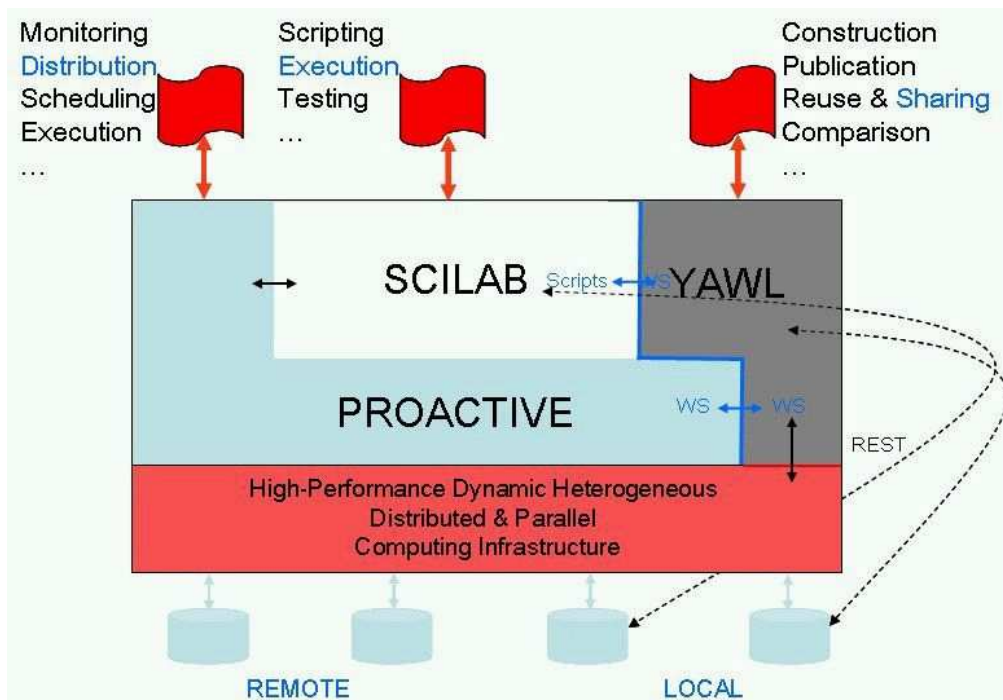 Monitoring
Distribution
Scheduling
Execution
...
Scripting
Execution
Testing
...
Construction
Publication
Reuse & Sharing
Comparison
...
SCILAB
Scripts
YAWL
PROACTIVE
WS
WS
REST
High-Performance Dynamic Heterogeneous
Distributed & Parallel
Computing Infrastructure
REMOTE
LOCAL